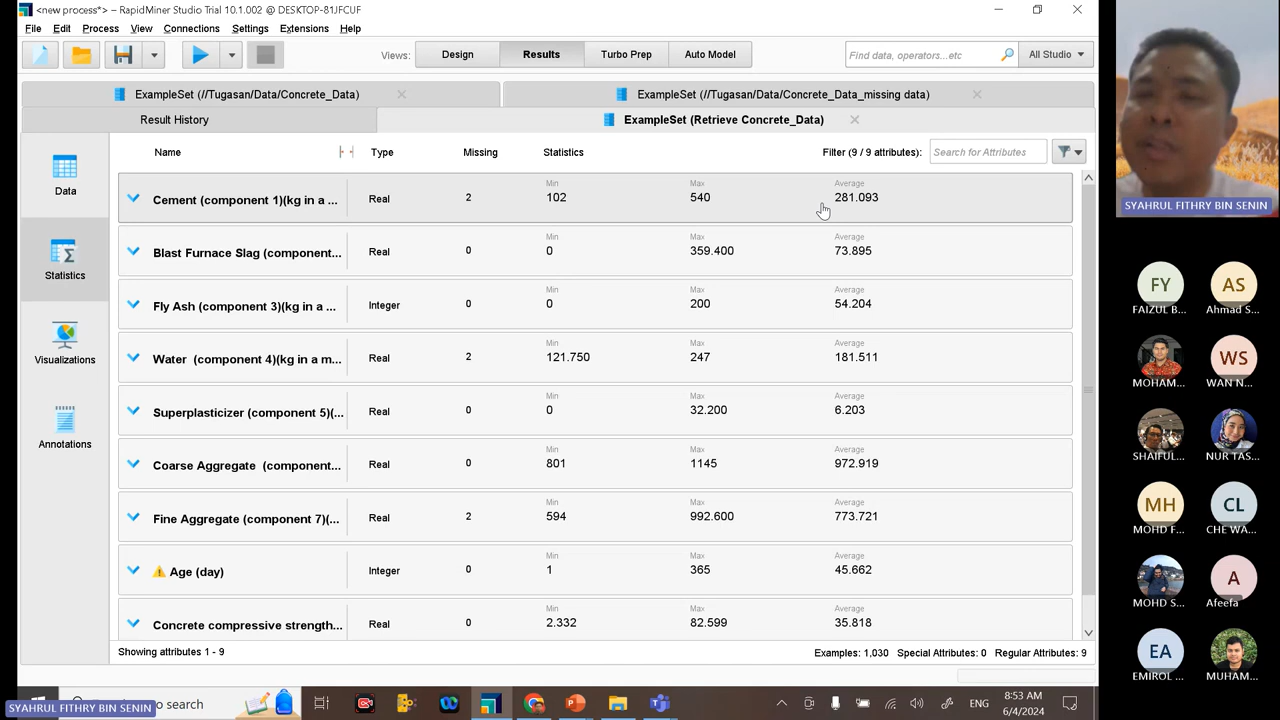 <new process*> – RapidMiner Studio Trial 10.1.002 @ DESKTOP-81JFCUF
File Edit Process View Connections Settings Extensions Help
Views: Design Results Turbo Prep Auto Model Find data, operators...etc All Studio
ExampleSet (//Tugasan/Data/Concrete_Data) ExampleSet (//Tugasan/Data/Concrete_Data_missing data)
Result History ExampleSet (Retrieve Concrete_Data)
Name Type Missing Statistics Filter (9 / 9 attributes): Search for Attributes
Data
Statistics
Visualizations
Annotations
Min Max Average
Cement (component 1)(kg in a ... Real 2 102 540 281.093
Min Max Average
Blast Furnace Slag (component... Real 0 0 359.400 73.895
Min Max Average
Fly Ash (component 3)(kg in a ... Integer 0 0 200 54.204
Min Max Average
Water (component 4)(kg in a m... Real 2 121.750 247 181.511
Min Max Average
Superplasticizer (component 5)(... Real 0 0 32.200 6.203
Min Max Average
Coarse Aggregate (component... Real 0 801 1145 972.919
Min Max Average
Fine Aggregate (component 7)(... Real 2 594 992.600 773.721
Min Max Average
Age (day) Integer 0 1 365 45.662
Min Max Average
Concrete compressive strength... Real 0 2.332 82.599 35.818
Showing attributes 1 - 9 Examples: 1,030 Special Attributes: 0 Regular Attributes: 9
SYAHRUL FITHRY BIN SENIN
FY AS
FAIZUL B... Ahmad S...
WS
MOHAM... WAN N...
SHAIFUL... NUR TAS...
MH CL
MOHD F... CHE WA...
A
MOHD S... Afeefa
EA
EMIROL ... MUHAM...
SYAHRUL FITHRY BIN SENIN search ENG 8:53 AM
6/4/2024